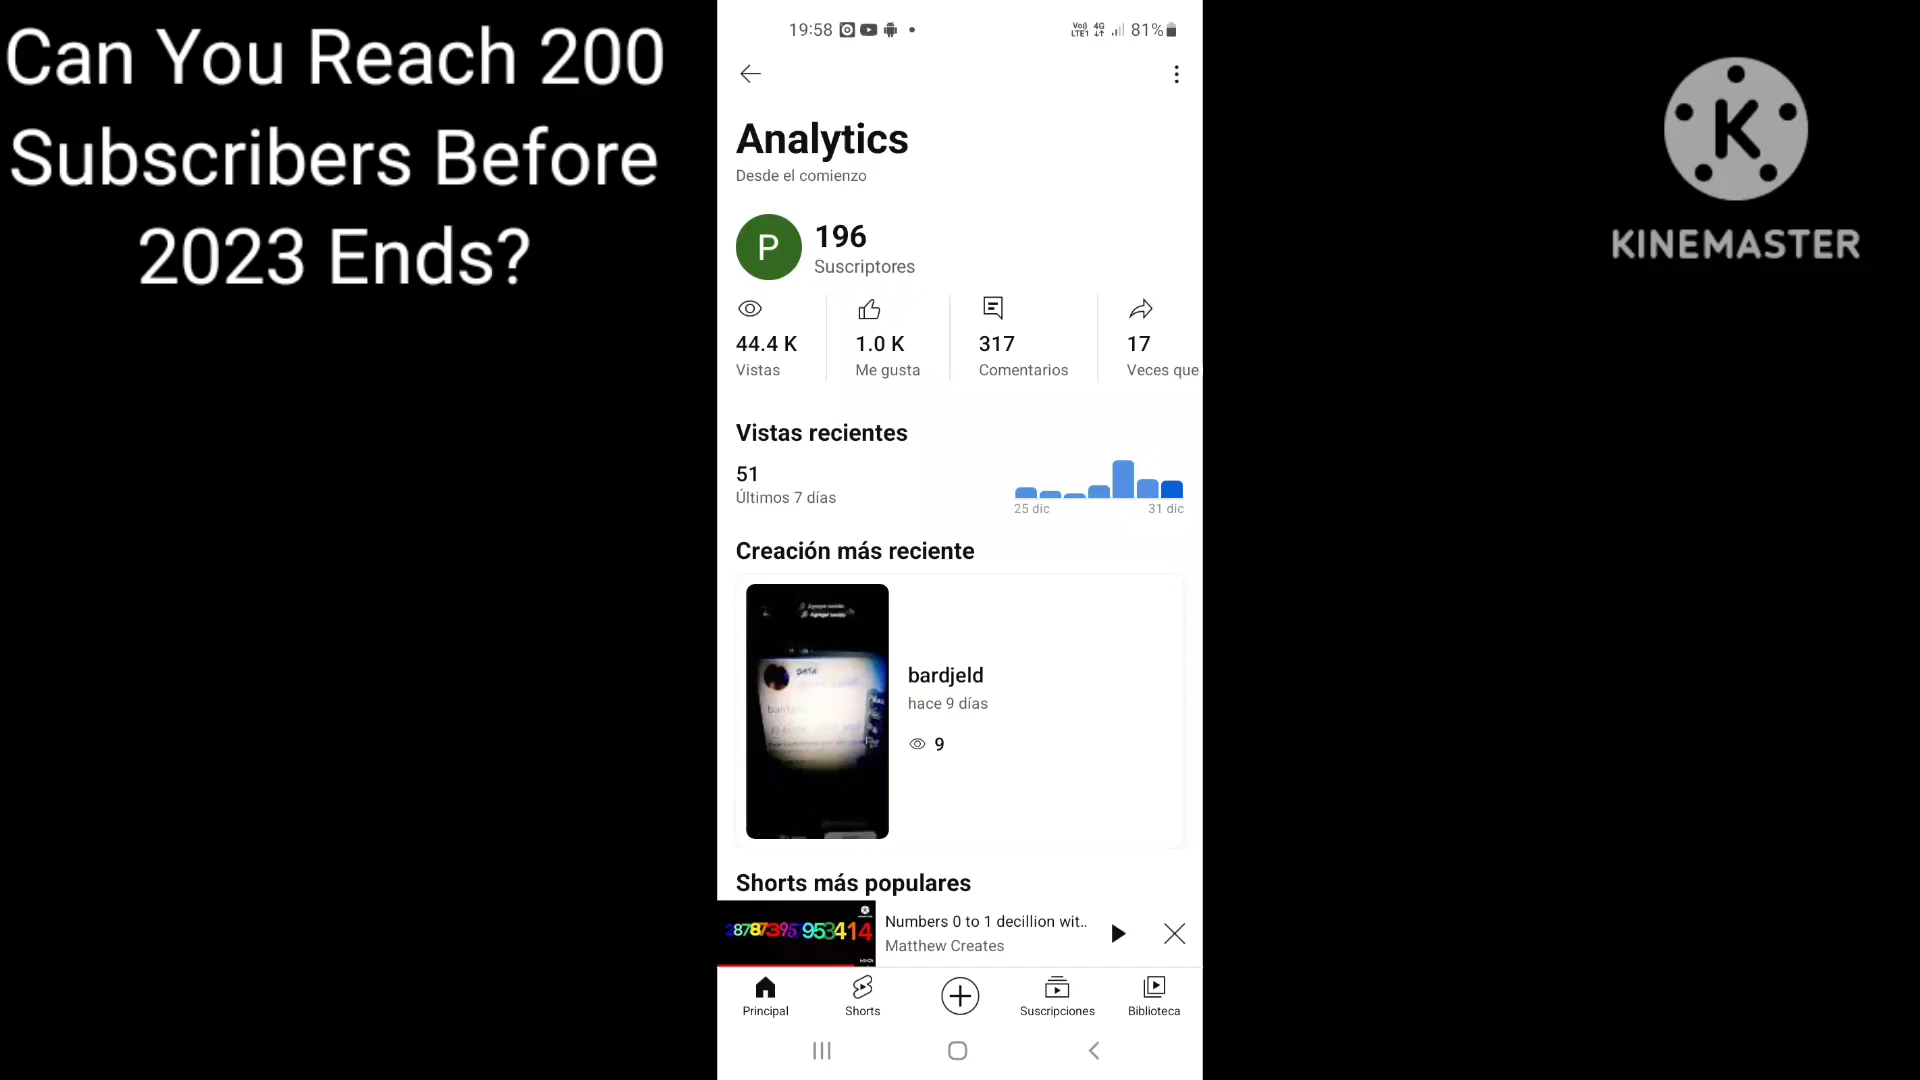 Can You Reach 200
Subscribers Before
2023 Ends?
19:58
Vo)) LTE1 4G 81%
Analytics
Desde el comienzo
P
196
Suscriptores
44.4 K
Vistas
1.0 K
Me gusta
317
Comentarios
17
Veces que
Vistas recientes
51
Últimos 7 días
25 dic
31 dic
Creación más reciente
bardjeld
hace 9 días
9
Shorts más populares
Numbers 0 to 1 decillion wit..
Matthew Creates
Principal
Shorts
Suscripciones
Biblioteca
K
KINEMASTER